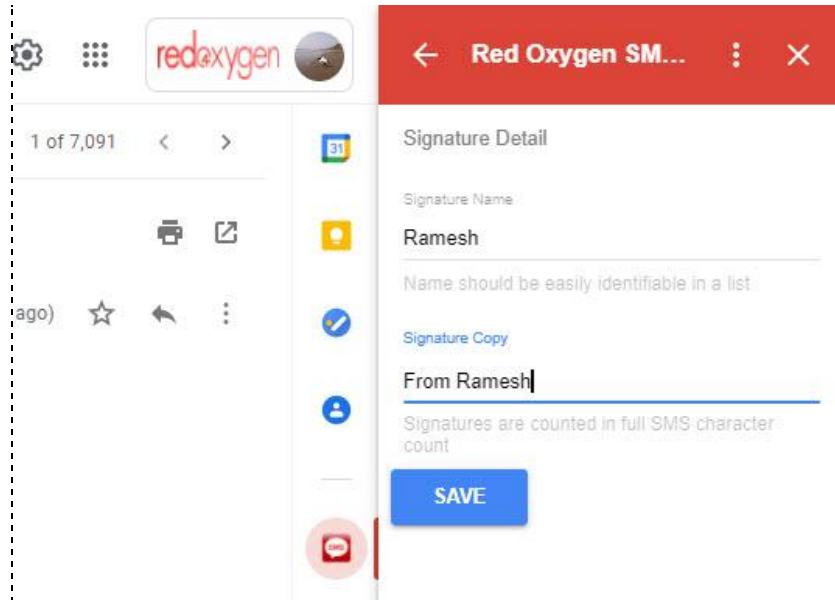 redoxygen
Red Oxygen SM...
1 of 7,091
31
Signature Detail
Signature Name
Ramesh
Name should be easily identifiable in a list
ago)
Signature Copy
From Ramesh
Signatures are counted in full SMS character
count
SAVE
SMS